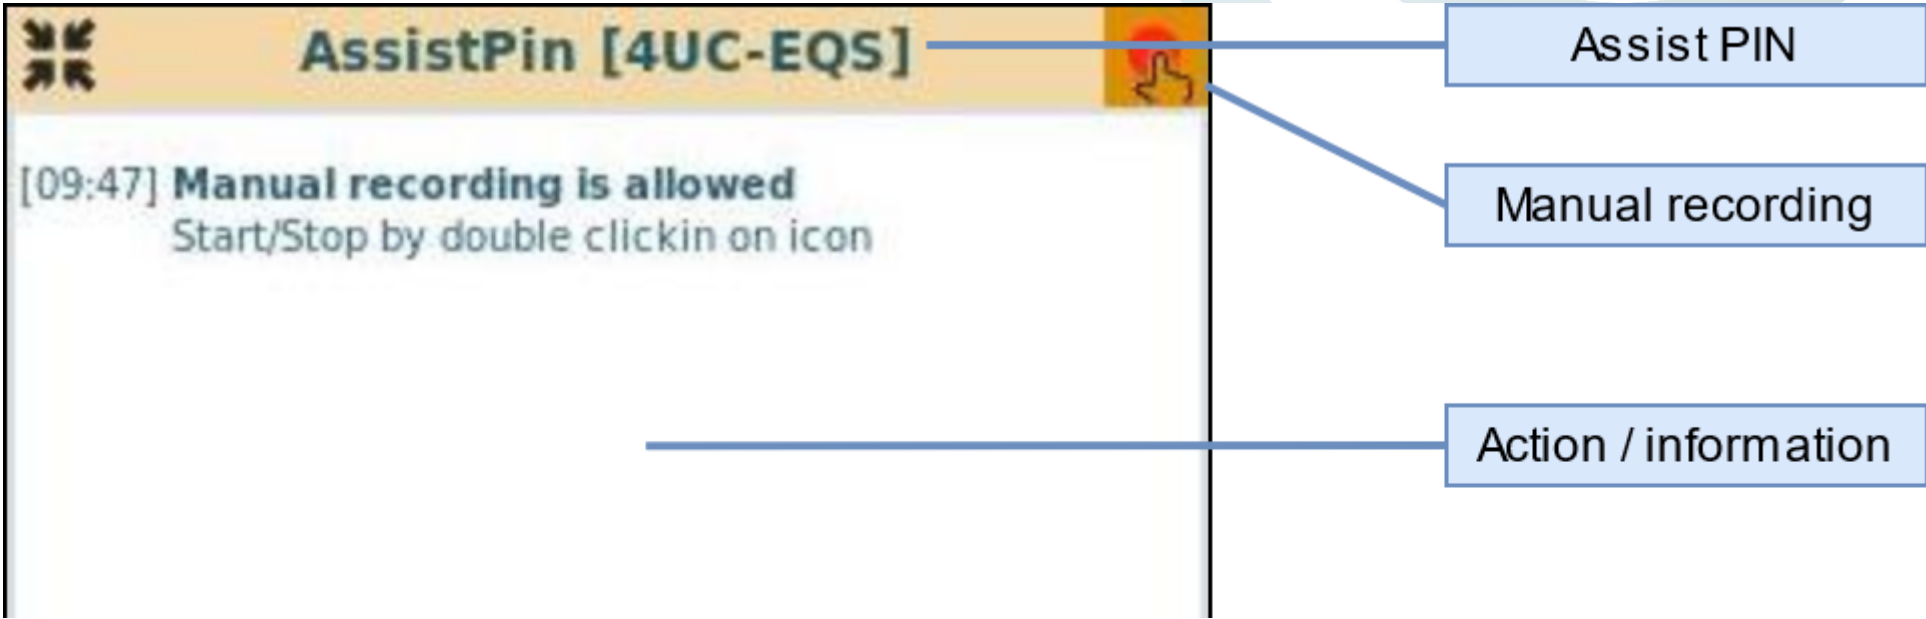 AssistPin [4UC-EQS]
Assist PIN
[09:47] Manual recording is allowed
Start/Stop by double clickin on icon
Manual recording
Action / information